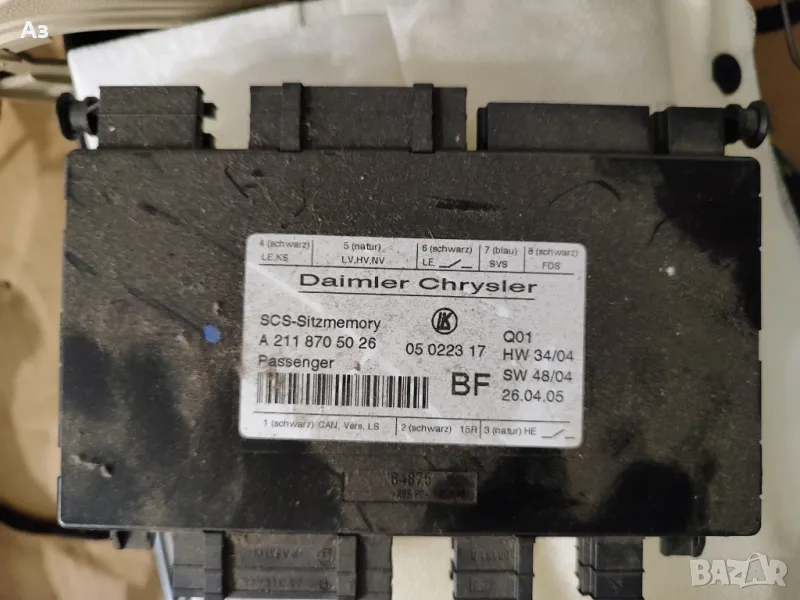 Аз
4 (schwarz) 5 (natur) 6 (schwarz) 7 (blau) 8 (schwarz)
LE,KS LV,HV,NV LE SVS FDS
Daimler Chrysler
SCS-Sitzmemory Q01
A 211 870 50 26 05 0223 17 HW 34/04
Passenger BF SW 48/04
26.04.05
1 (schwarz) CAN, Vers, LS 2 (schwarz) 15R 3 (natur) HE
64875
BAZAR